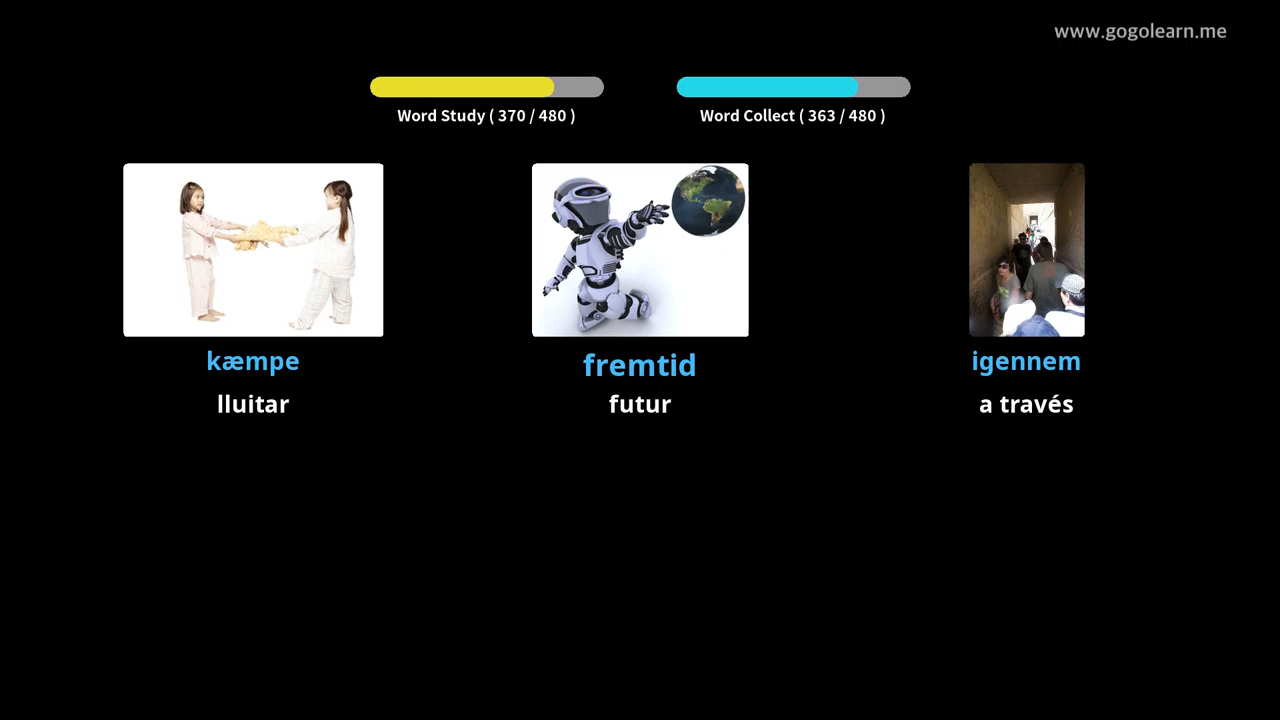 www.gogolearn.me
Word Study ( 370 / 480 )
Word Collect ( 363 / 480 )
kæmpe
fremtid
igennem
lluitar
futur
a través